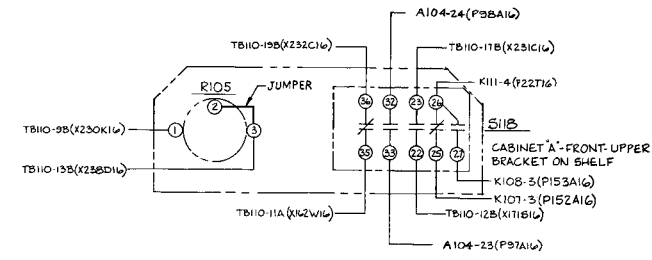 A104-24(P98A16)
TB110-19B(X232C16)
TB110-17B(X231C16)
R105
JUMPER
K111-4(P22T16)
2
36
32
23
26
S118
TB110-9B(X230K16)
1
3
CABINET "A"-FRONT-UPPER
BRACKET ON SHELF
35
33
22
25
27
TB110-13B(X238D16)
K108-3(P153A16)
K107-3(P152A16)
TB110-11A(X162W16)
TB110-12B(X171B16)
A104-23(P97A16)